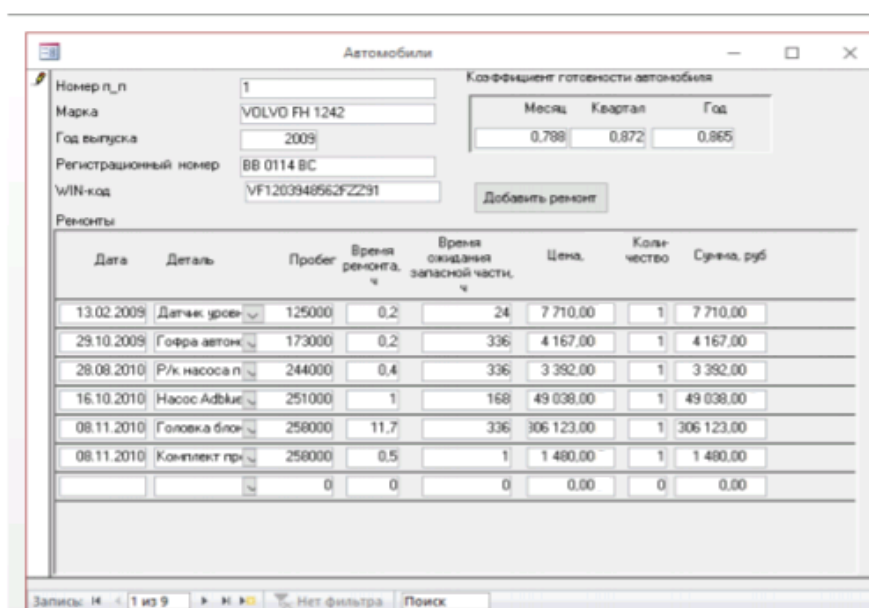 Автомобили
Номер п_п 1
Марка VOLVO FH 1242
Год выпуска 2009
Регистрационный номер BB 0114 BC
WIN-код VF1203948562FZZ91
Коэффициент готовности автомобиля
Месяц Квартал Год
0,788 0,872 0,865
Добавить ремонт
Ремонты
Дата Деталь Пробег Время ремонта, ч Время ожидания запасной части, ч Цена, Коли-чество Сумма, руб
13.02.2009 Датчик уровн 125000 0,2 24 7 710,00 1 7 710,00
29.10.2009 Гофра автон 173000 0,2 336 4 167,00 1 4 167,00
28.08.2010 Р/к насоса п 244000 0,4 336 3 392,00 1 3 392,00
16.10.2010 Насос Adblue 251000 1 168 49 038,00 1 49 038,00
08.11.2010 Головка блок 258000 11,7 336 306 123,00 1 306 123,00
08.11.2010 Комплект пр 258000 0,5 1 1 480,00 1 1 480,00
0 0 0 0,00 0 0,00
Запись: 1 из 9 Нет фильтра Поиск